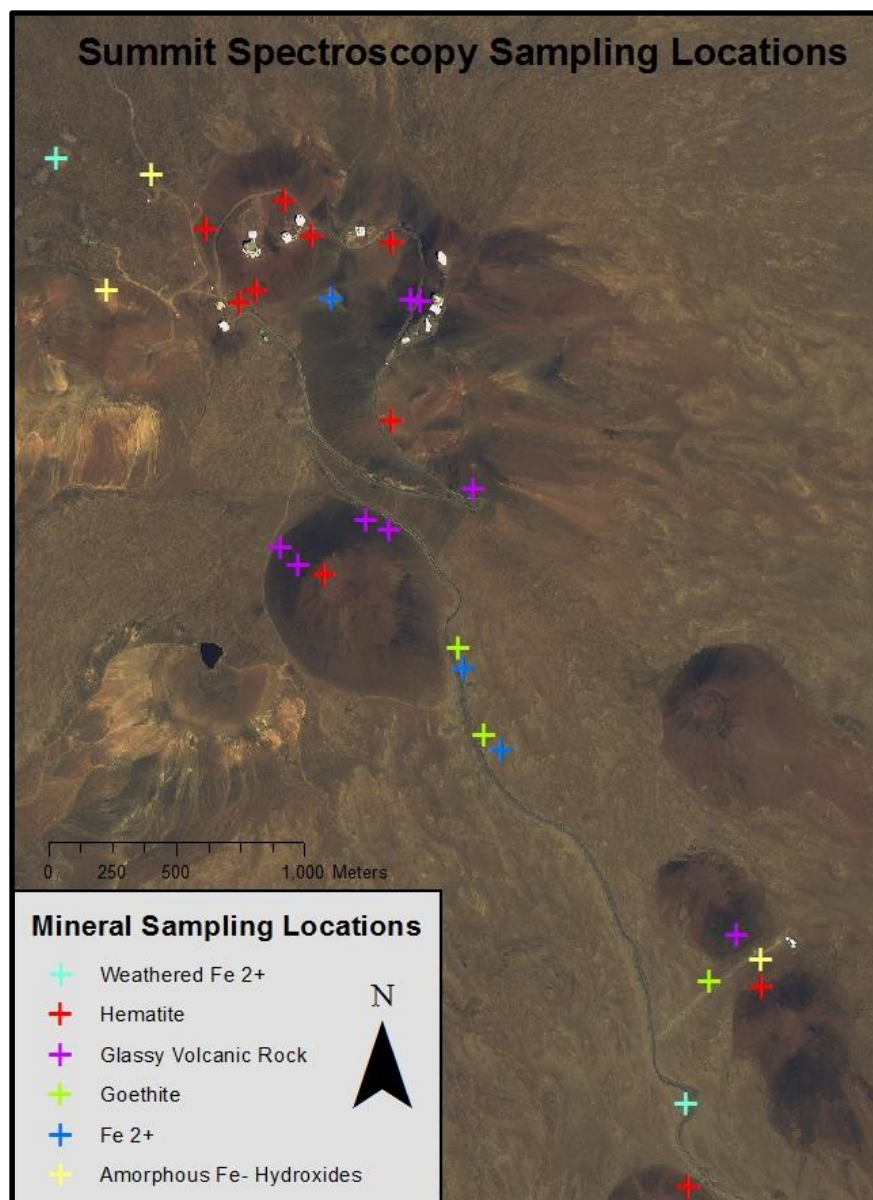 Summit Spectroscopy Sampling Locations
0 250 500 1,000 Meters
Mineral Sampling Locations
Weathered Fe 2+
Hematite
Glassy Volcanic Rock
Goethite
Fe 2+
Amorphous Fe- Hydroxides
N